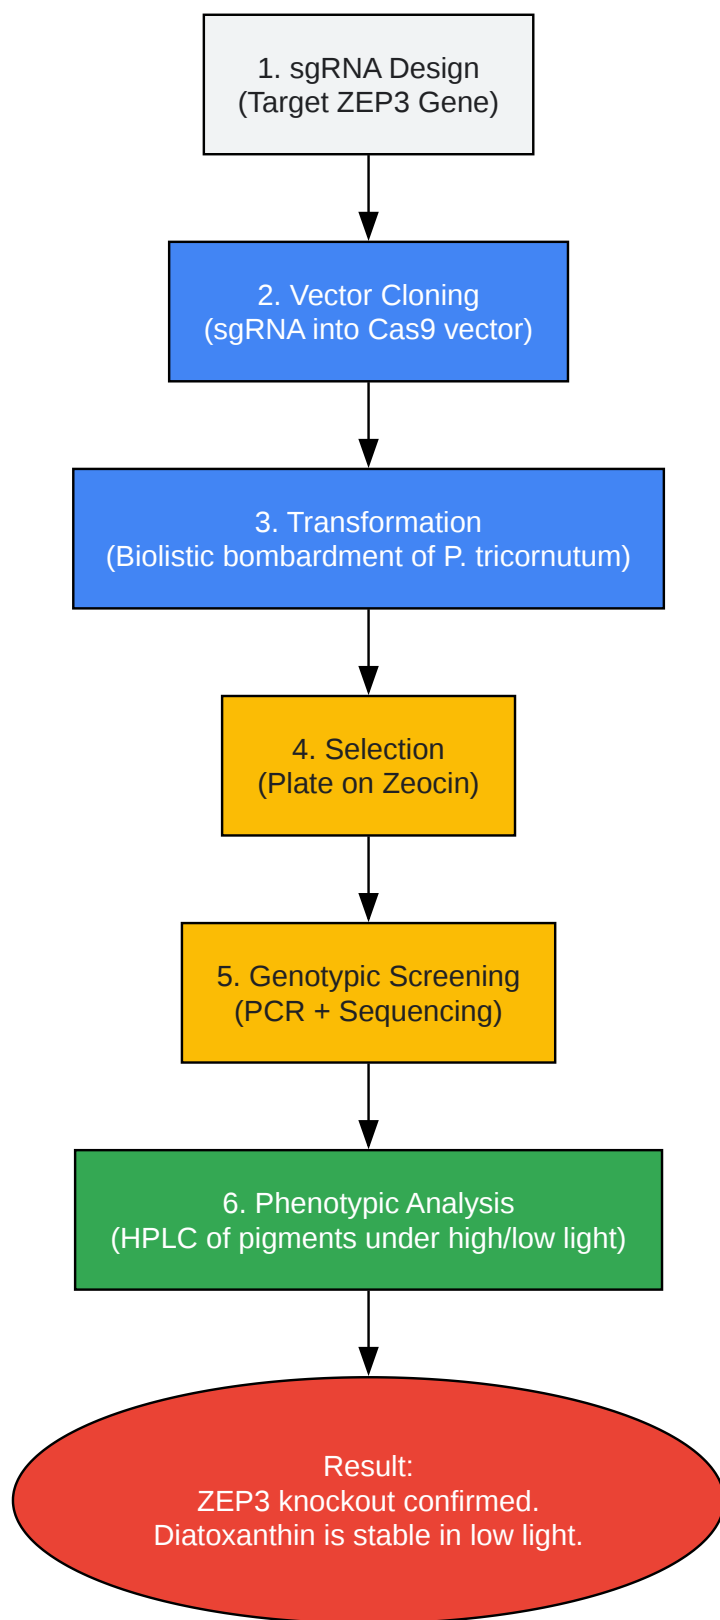 1. sgRNA Design
(Target ZEP3 Gene)
2. Vector Cloning
(sgRNA into Cas9 vector)
3. Transformation
(Biolistic bombardment of P. tricornutum)
4. Selection
(Plate on Zeocin)
5. Genotypic Screening
(PCR + Sequencing)
6. Phenotypic Analysis
(HPLC of pigments under high/low light)
Result:
ZEP3 knockout confirmed.
Diatoxanthin is stable in low light.